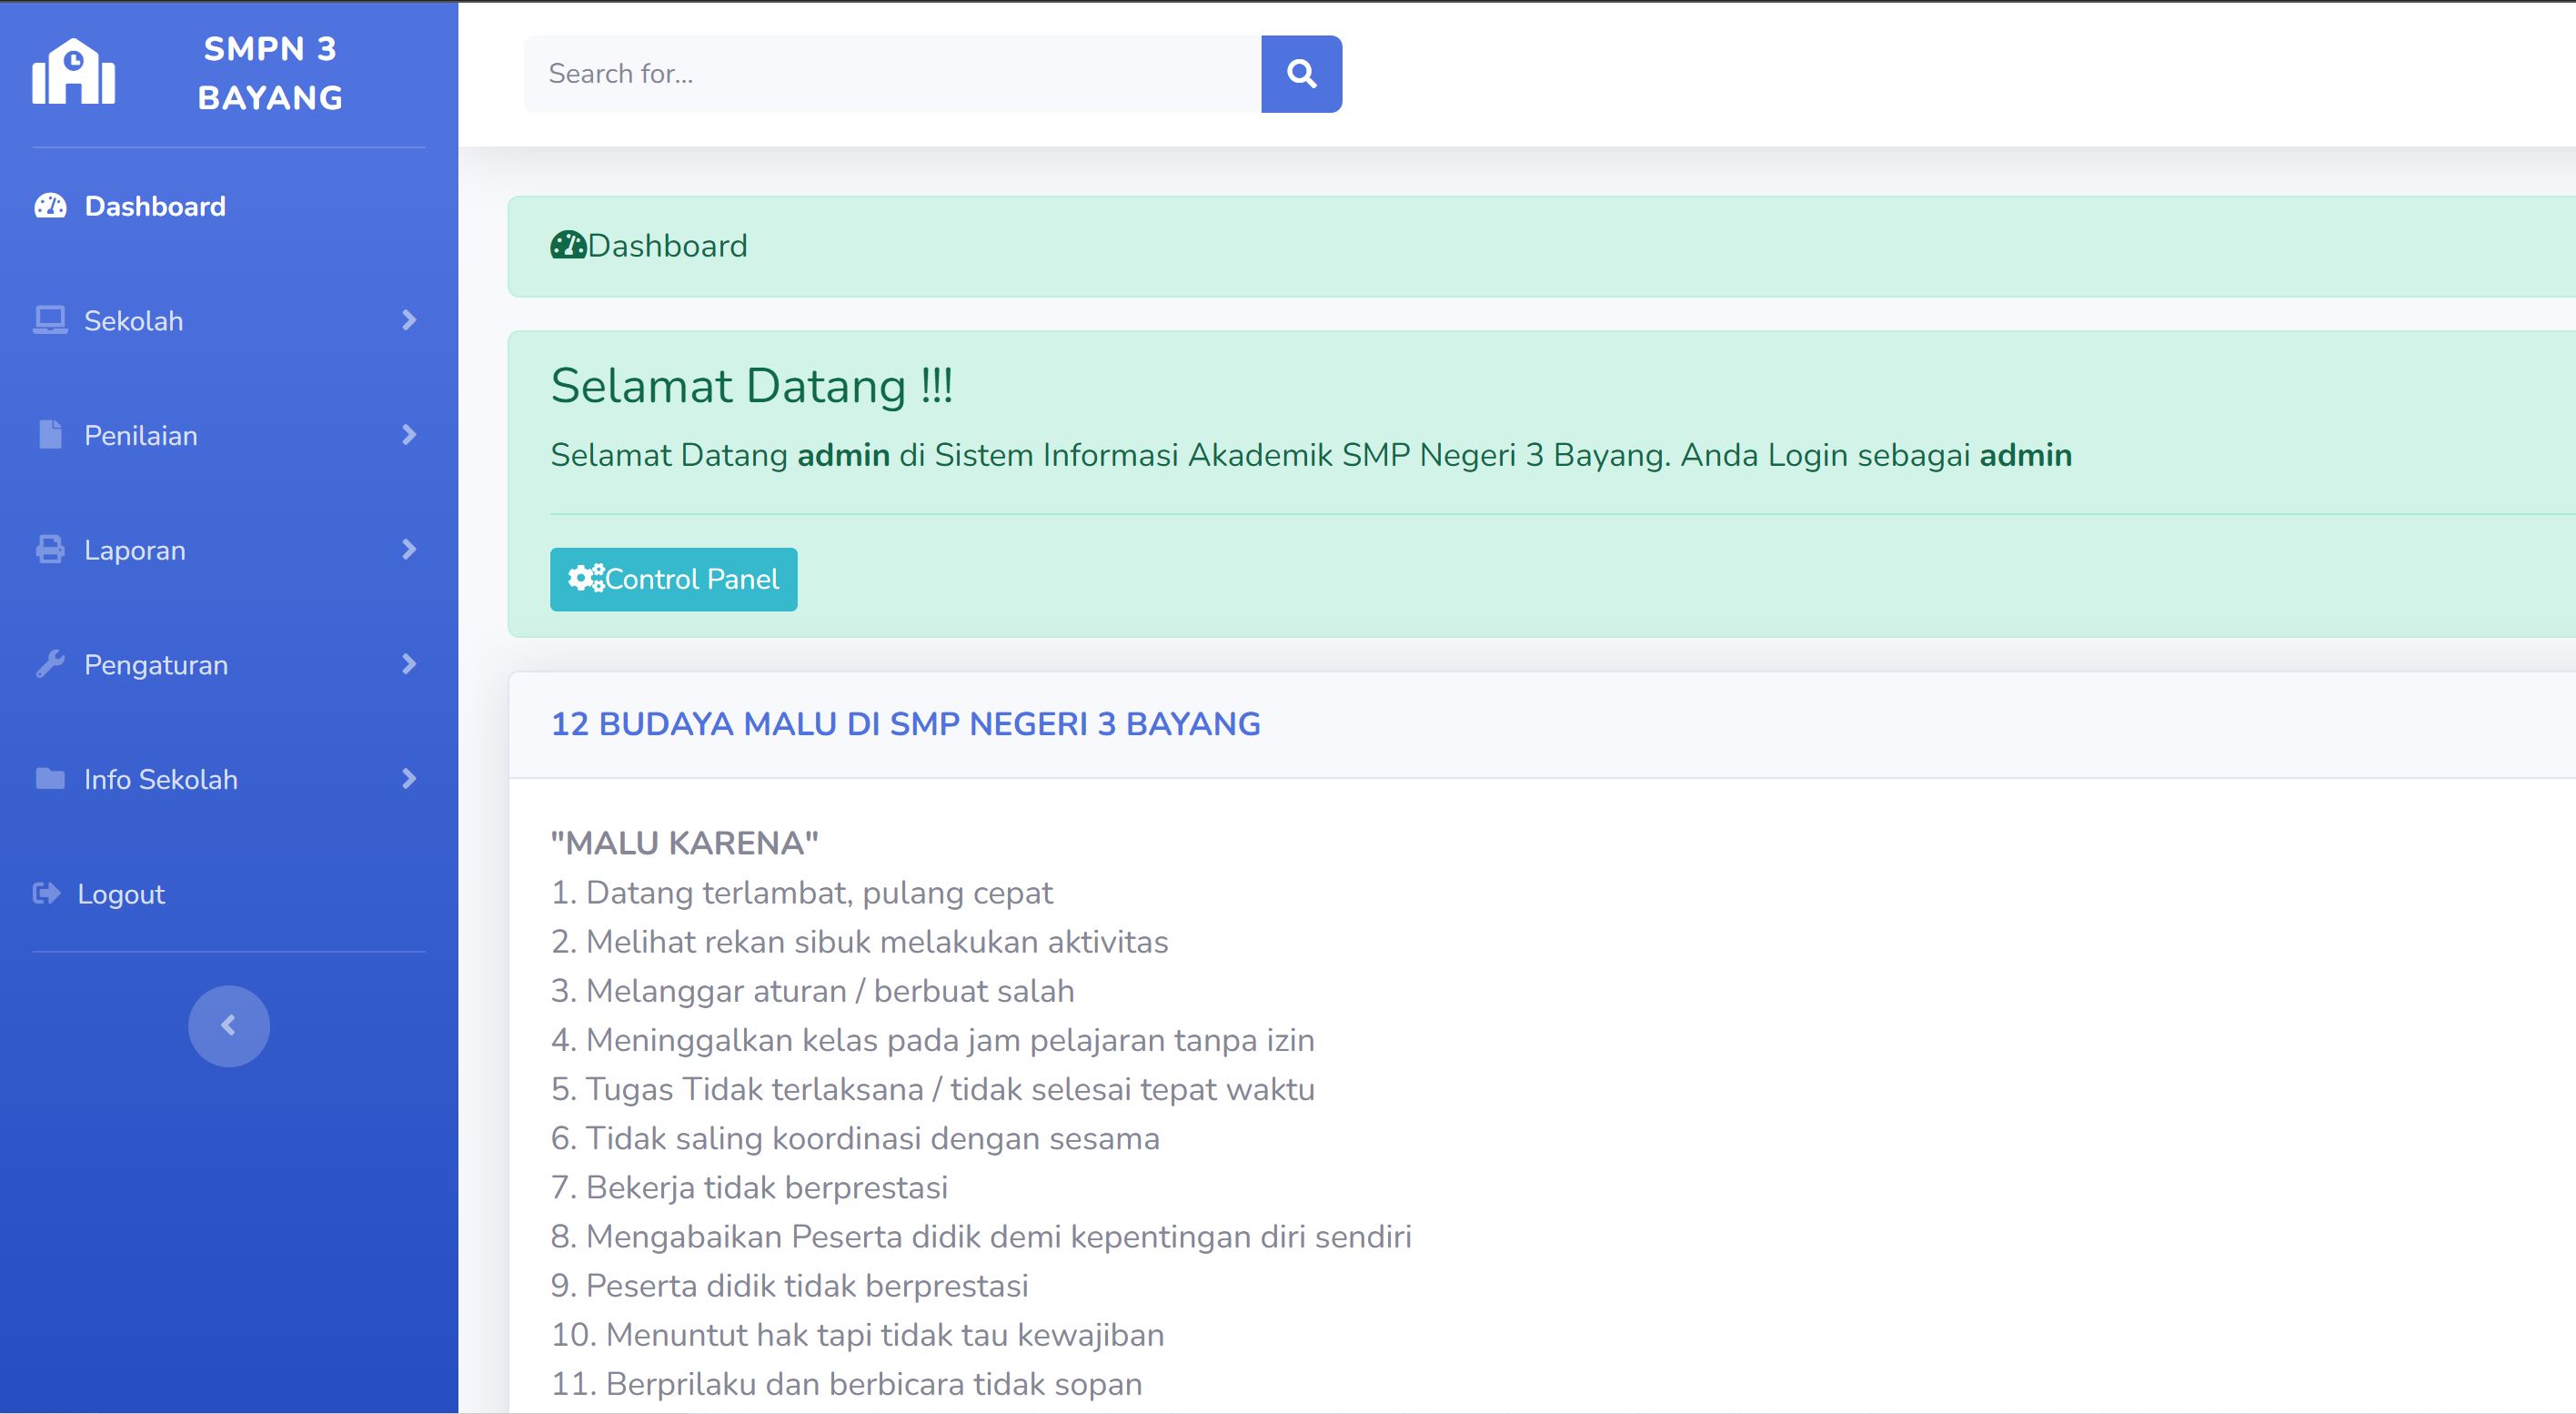 SMPN 3
BAYANG
Dashboard
Sekolah
Penilaian
Laporan
Pengaturan
Info Sekolah
Logout
Search for...
Dashboard
Selamat Datang !!!
Selamat Datang admin di Sistem Informasi Akademik SMP Negeri 3 Bayang. Anda Login sebagai admin
Control Panel
12 BUDAYA MALU DI SMP NEGERI 3 BAYANG
"MALU KARENA"
1. Datang terlambat, pulang cepat
2. Melihat rekan sibuk melakukan aktivitas
3. Melanggar aturan / berbuat salah
4. Meninggalkan kelas pada jam pelajaran tanpa izin
5. Tugas Tidak terlaksana / tidak selesai tepat waktu
6. Tidak saling koordinasi dengan sesama
7. Bekerja tidak berprestasi
8. Mengabaikan Peserta didik demi kepentingan diri sendiri
9. Peserta didik tidak berprestasi
10. Menuntut hak tapi tidak tau kewajiban
11. Berprilaku dan berbicara tidak sopan